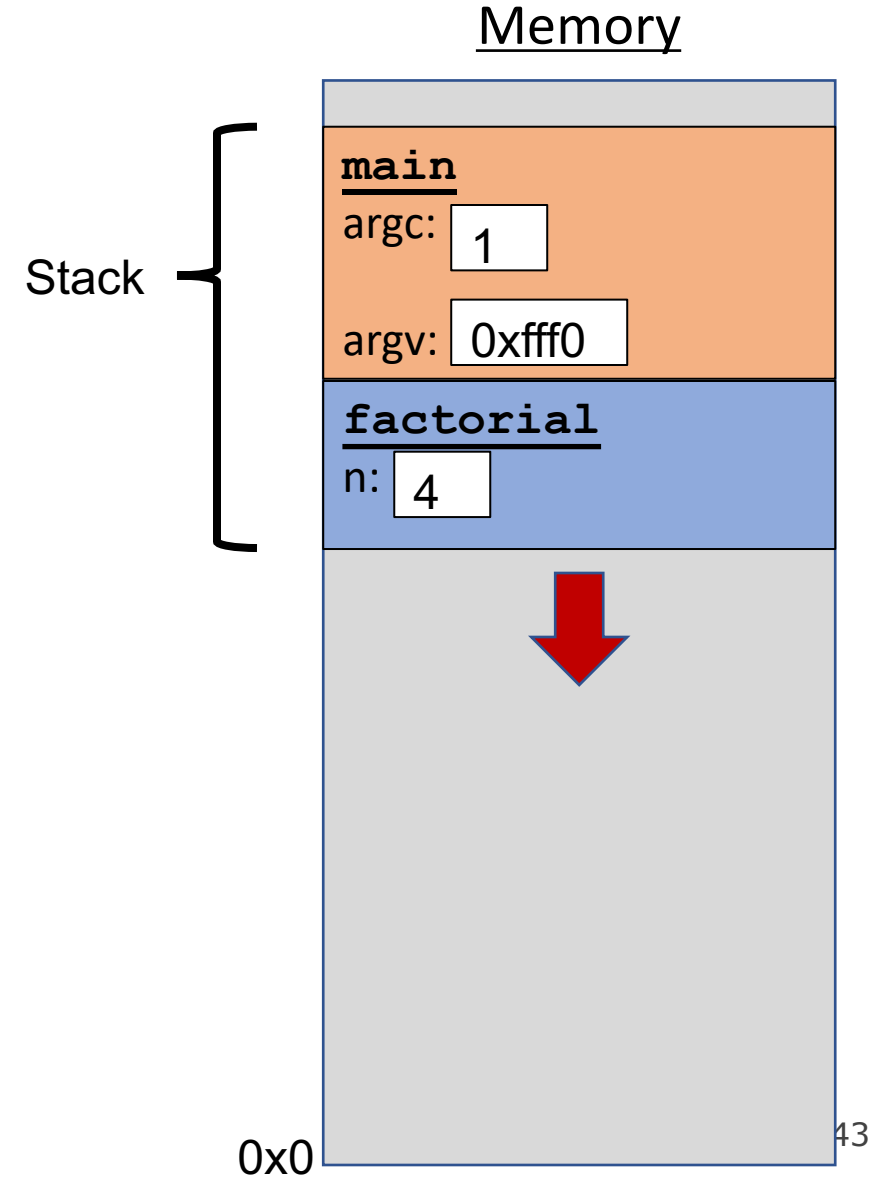 Memory
main
argc: 1
Stack
argv: 0xfff0
factorial
n: 4
43
0x0